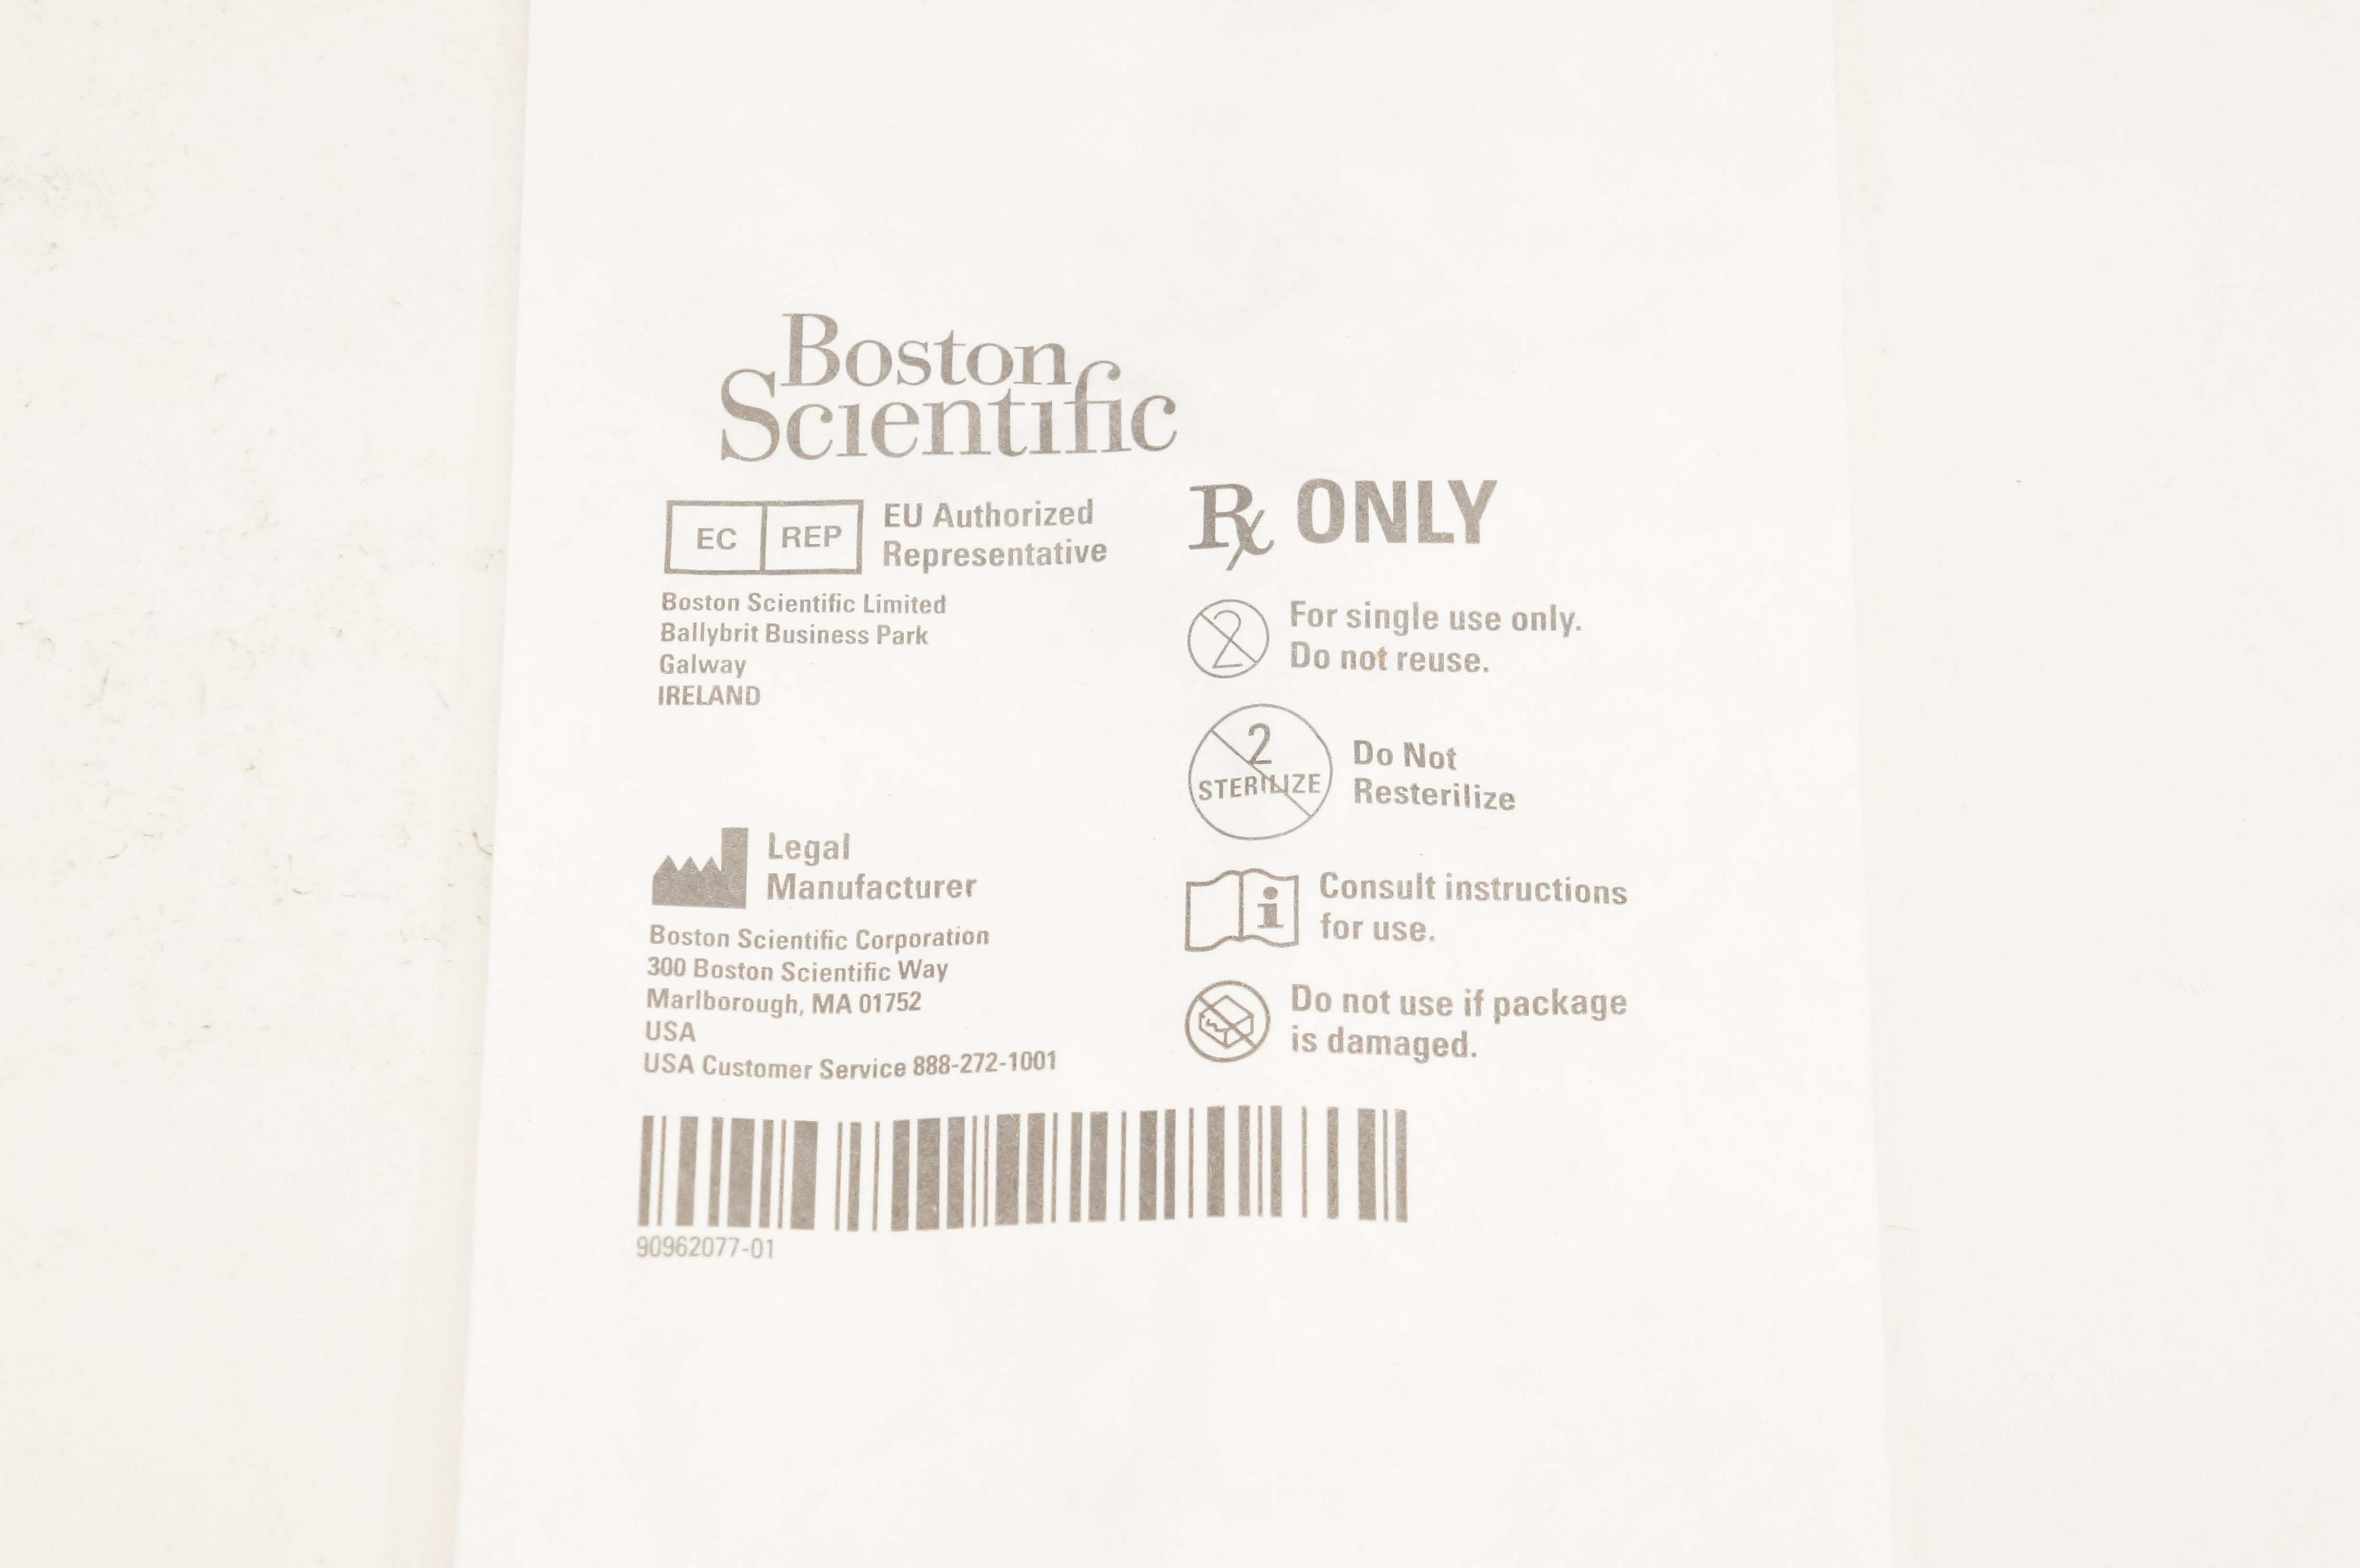 Boston
Scientific
EC REP
EU Authorized
Representative
Boston Scientific Limited
Ballybrit Business Park
Galway
IRELAND
Legal
Manufacturer
Boston Scientific Corporation
300 Boston Scientific Way
Marlborough, MA 01752
USA
USA Customer Service 888-272-1001
℞ ONLY
2
For single use only.
Do not reuse.
2
STERILIZE
Do Not
Resterilize
i
Consult instructions
for use.
Do not use if package
is damaged.
90962077-01